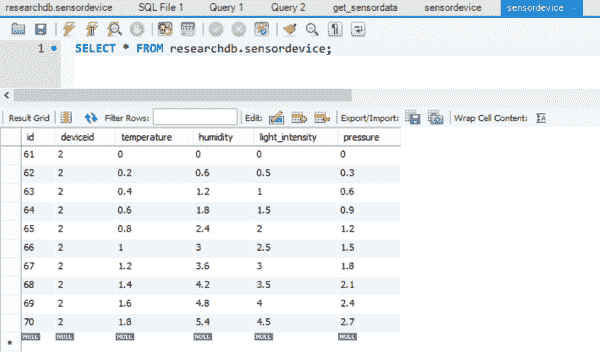 researchdb.sensordevice SQL File 1 Query 1 Query 2 get_sensordata sensordevice sensordevice
1 SELECT * FROM researchdb.sensordevice;
Result Grid Filter Rows: Edit: Export/Import: Wrap Cell Content:
id deviceid temperature humidity light_intensity pressure
61 2 0 0 0 0
62 2 0.2 0.6 0.5 0.3
63 2 0.4 1.2 1 0.6
64 2 0.6 1.8 1.5 0.9
65 2 0.8 2.4 2 1.2
66 2 1 3 2.5 1.5
67 2 1.2 3.6 3 1.8
68 2 1.4 4.2 3.5 2.1
69 2 1.6 4.8 4 2.4
70 2 1.8 5.4 4.5 2.7
* NULL NULL NULL NULL NULL NULL